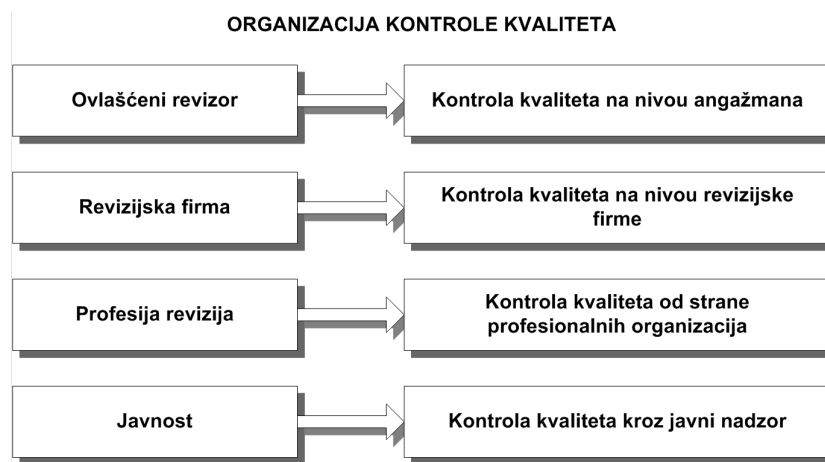 ORGANIZACIJA KONTROLE KVALITETA
Ovlašćeni revizor
Kontrola kvaliteta na nivou angažmana
Revizijska firma
Kontrola kvaliteta na nivou revizijske
firme
Profesija revizija
Kontrola kvaliteta od strane
profesionalnih organizacija
Javnost
Kontrola kvaliteta kroz javni nadzor